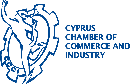 CYPRUS
CHAMBER OF
COMMERCE AND
INDUSTRY